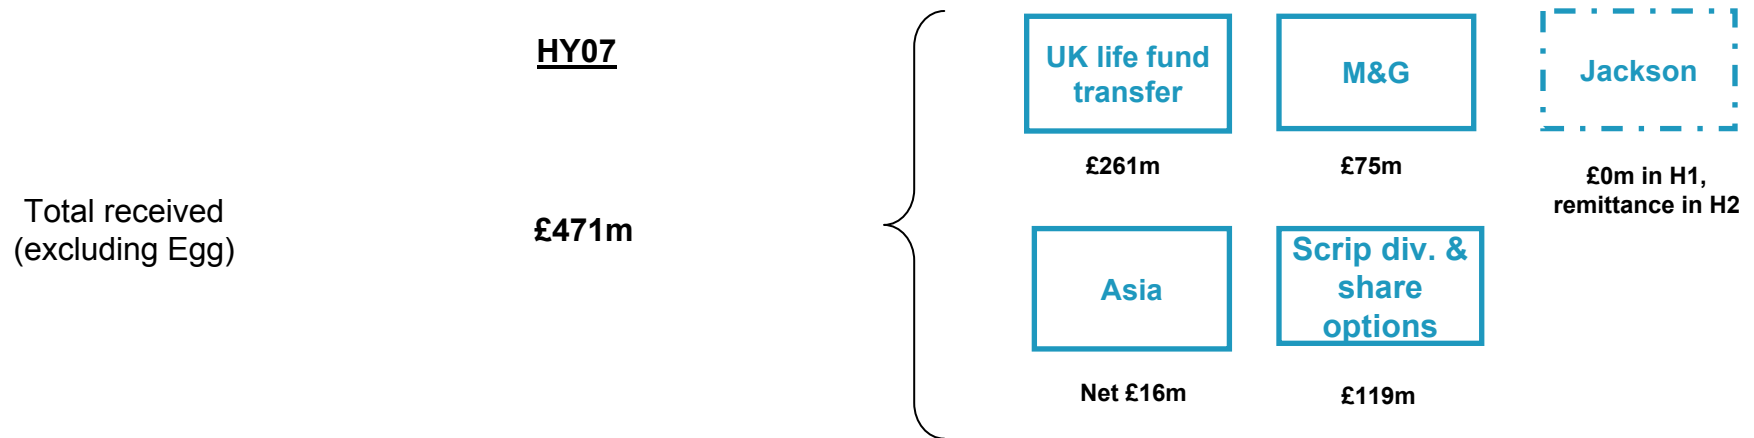 HY07
Total received
(excluding Egg)
£471m
UK life fund
transfer
£261m
M&G
£75m
Jackson
£0m in H1,
remittance in H2
Asia
Net £16m
Scrip div. &
share
options
£119m